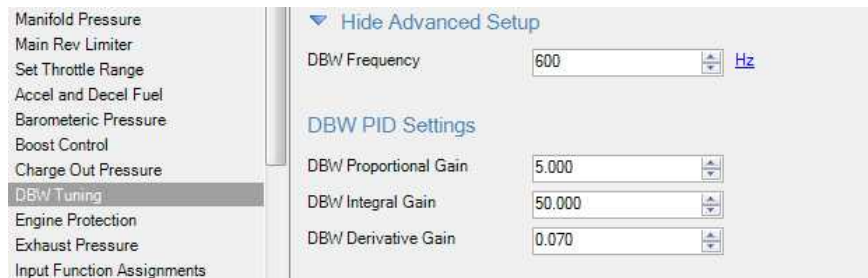 Manifold Pressure
Main Rev Limiter
Set Throttle Range
Accel and Decel Fuel
Barometeric Pressure
Boost Control
Charge Out Pressure
DBW Tuning
Engine Protection
Exhaust Pressure
Input Function Assignments
Hide Advanced Setup
DBW Frequency 600 Hz
DBW PID Settings
DBW Proportional Gain 5.000
DBW Integral Gain 50.000
DBW Derivative Gain 0.070